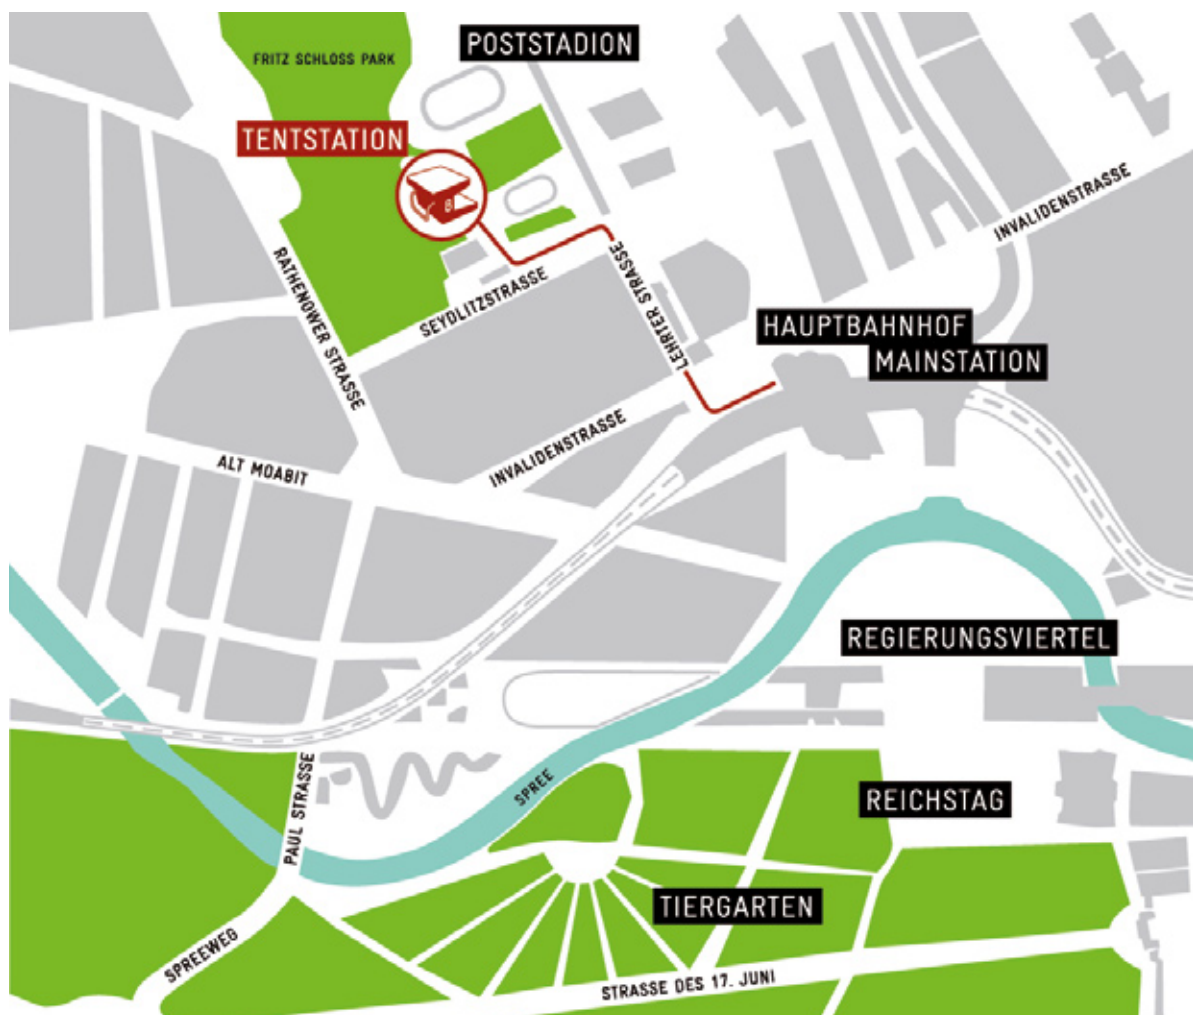 POSTSTADION
FRITZ SCHLOSS PARK
TENTSTATION
INVALIDENSTRASSE
RATHENOWER STRASSE
SEYDLITZSTRASSE
LEHRTER STRASSE
HAUPTBAHNHOF
MAINSTATION
INVALIDENSTRASSE
ALT MOABIT
REGIERUNGSVIERTEL
SPREE
PAUL STRASSE
REICHSTAG
TIERGARTEN
SPREEWEG
STRASSE DES 17. JUNI